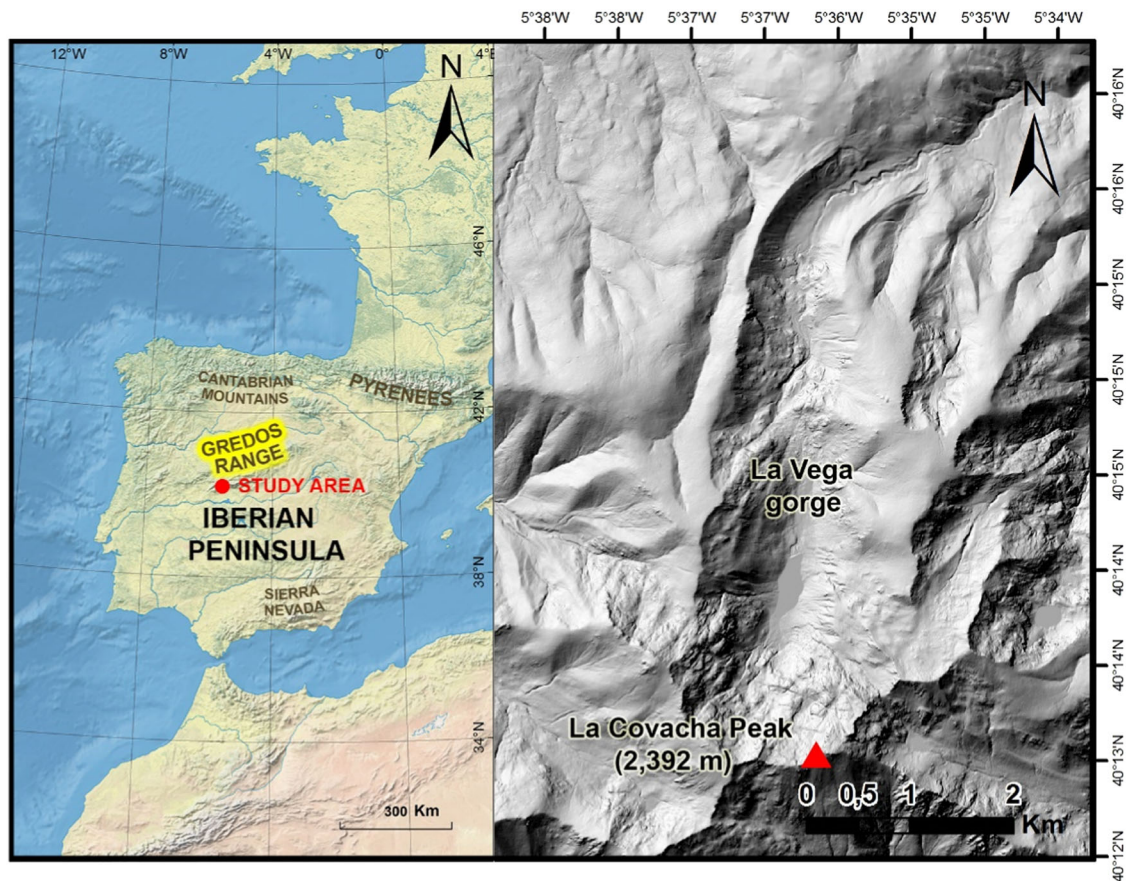 5°38'W 5°38'W 5°37'W 5°37'W 5°36'W 5°35'W 5°35'W 5°34'W
12°W 8°W 4°W 0° 4°E
N
46°N
CANTABRIAN
MOUNTAINS
PYRENEES
42°N
GREDOS
RANGE
STUDY AREA
IBERIAN
PENINSULA
38°N
SIERRA
NEVADA
34°N
300 Km
N
40°16'N
40°16'N
40°15'N
40°15'N
La Vega
gorge
40°15'N
40°14'N
40°14'N
La Covacha Peak
(2,392 m)
40°13'N
0 0,5 1 2
Km
40°12'N